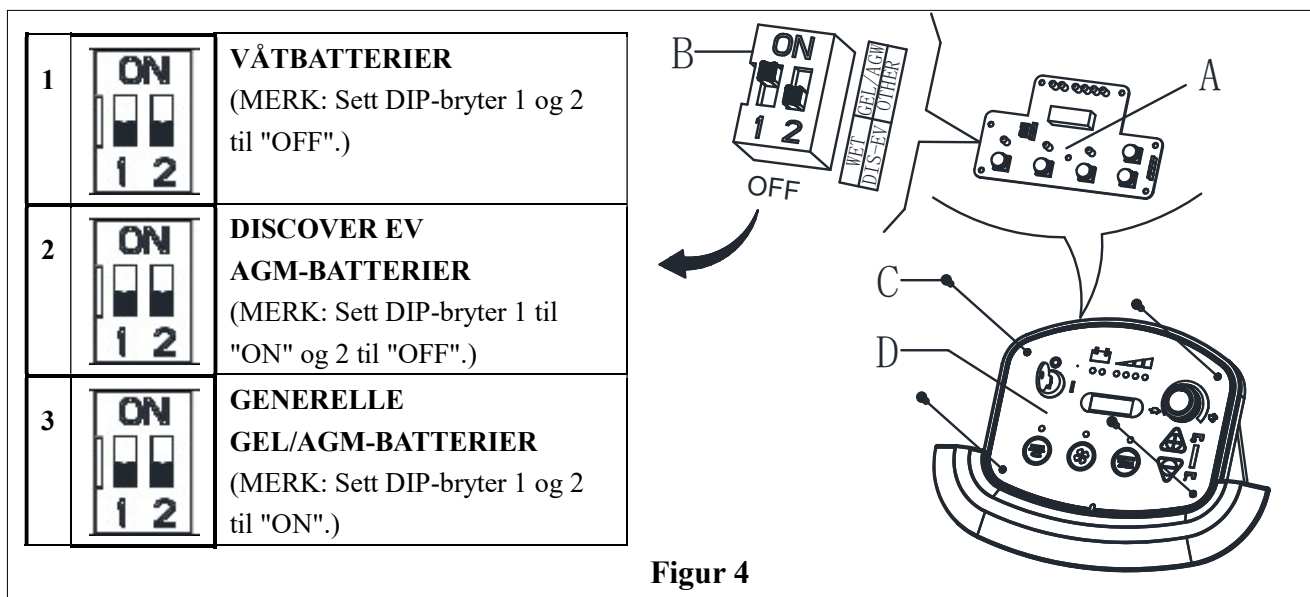 1
ON
1 2
VÅTBATTERIER
(MERK: Sett DIP-bryter 1 og 2
til "OFF".)
2
ON
1 2
DISCOVER EV
AGM-BATTERIER
(MERK: Sett DIP-bryter 1 til
"ON" og 2 til "OFF".)
3
ON
1 2
GENERELLE
GEL/AGM-BATTERIER
(MERK: Sett DIP-bryter 1 og 2
til "ON".)
B
ON
1 2
OFF
WET GEL/AGW
DIS-EV OTHER
A
C
D
Figur 4